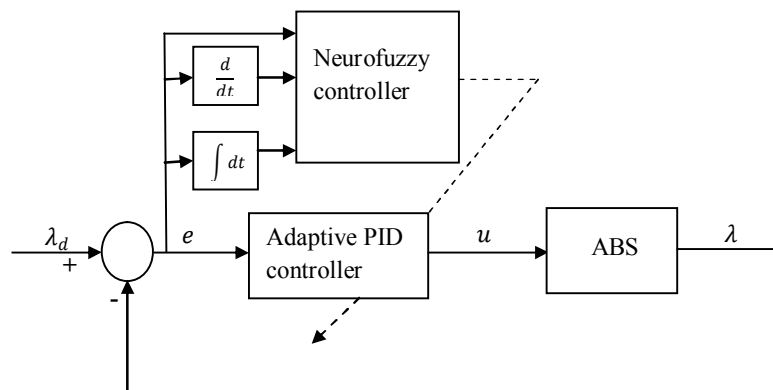 Neurofuzzy
controller
d
dt
∫ dt
λd
+
-
e
Adaptive PID
controller
u
ABS
λ